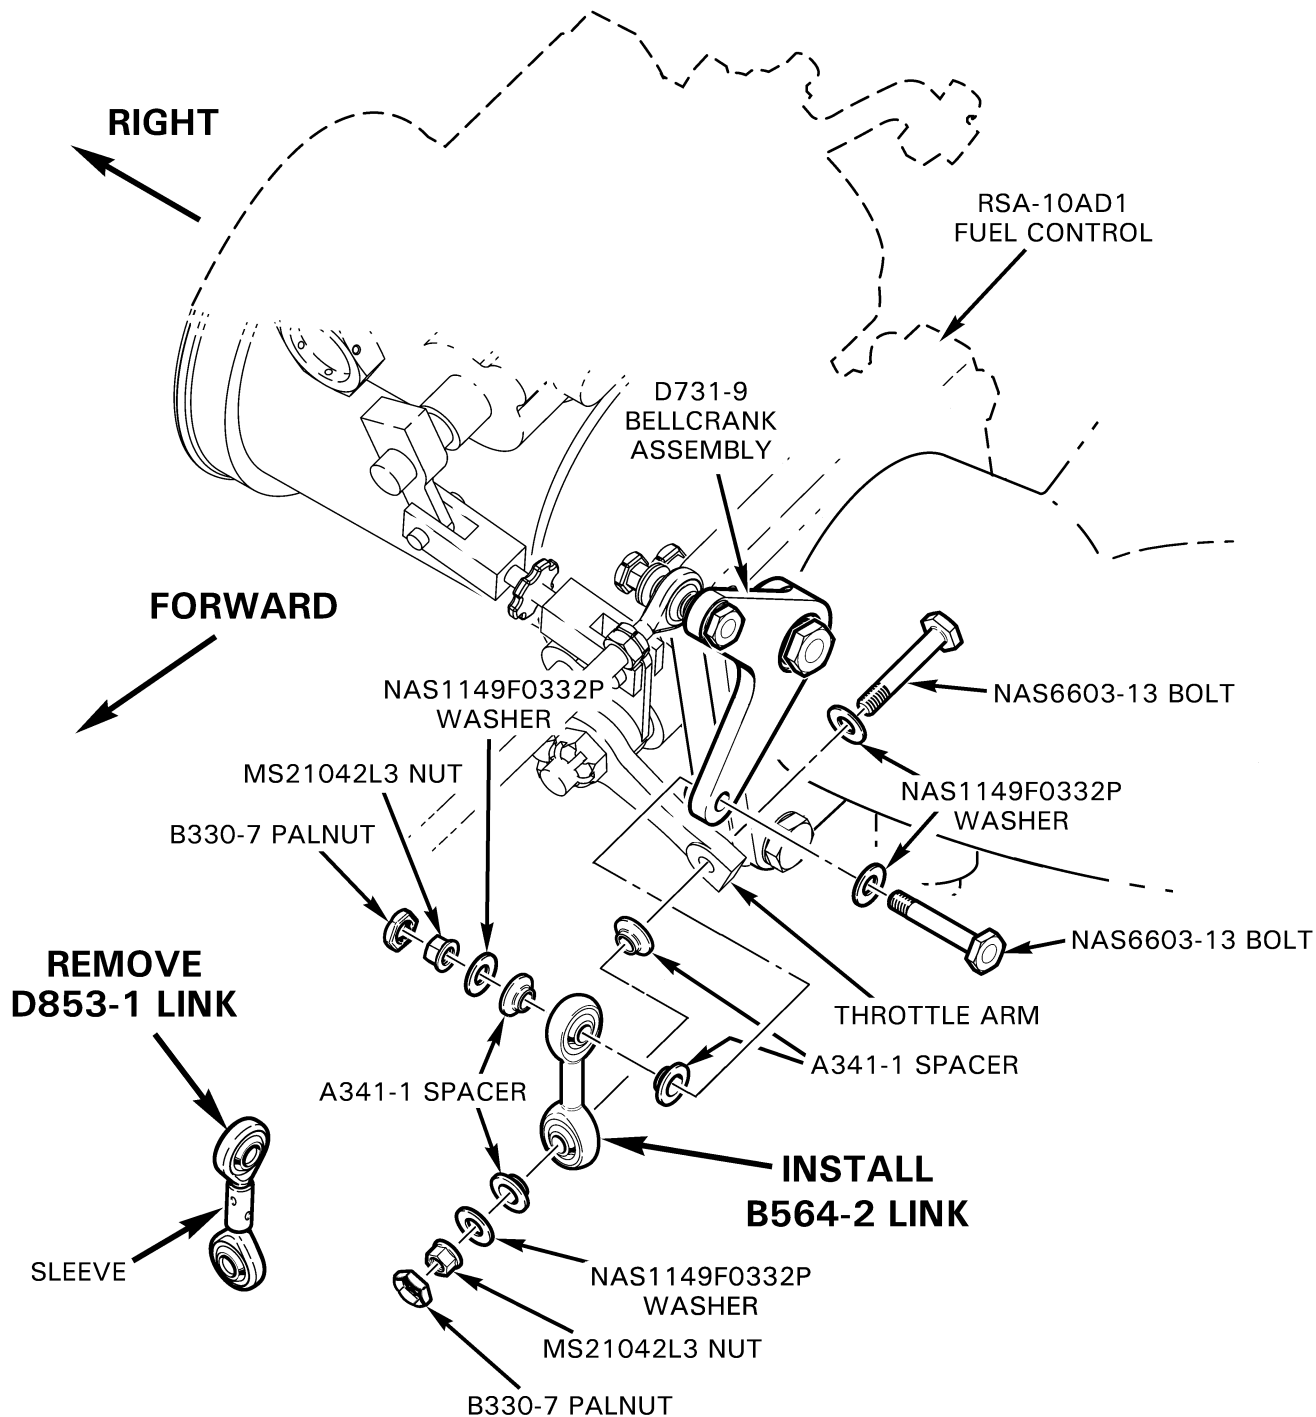 RIGHT
RSA-10AD1
FUEL CONTROL
D731-9
BELLCRANK
ASSEMBLY
FORWARD
NAS1149F0332P
WASHER
NAS6603-13 BOLT
MS21042L3 NUT
NAS1149F0332P
WASHER
B330-7 PALNUT
NAS6603-13 BOLT
REMOVE
D853-1 LINK
THROTTLE ARM
A341-1 SPACER
A341-1 SPACER
INSTALL
B564-2 LINK
SLEEVE
NAS1149F0332P
WASHER
MS21042L3 NUT
B330-7 PALNUT